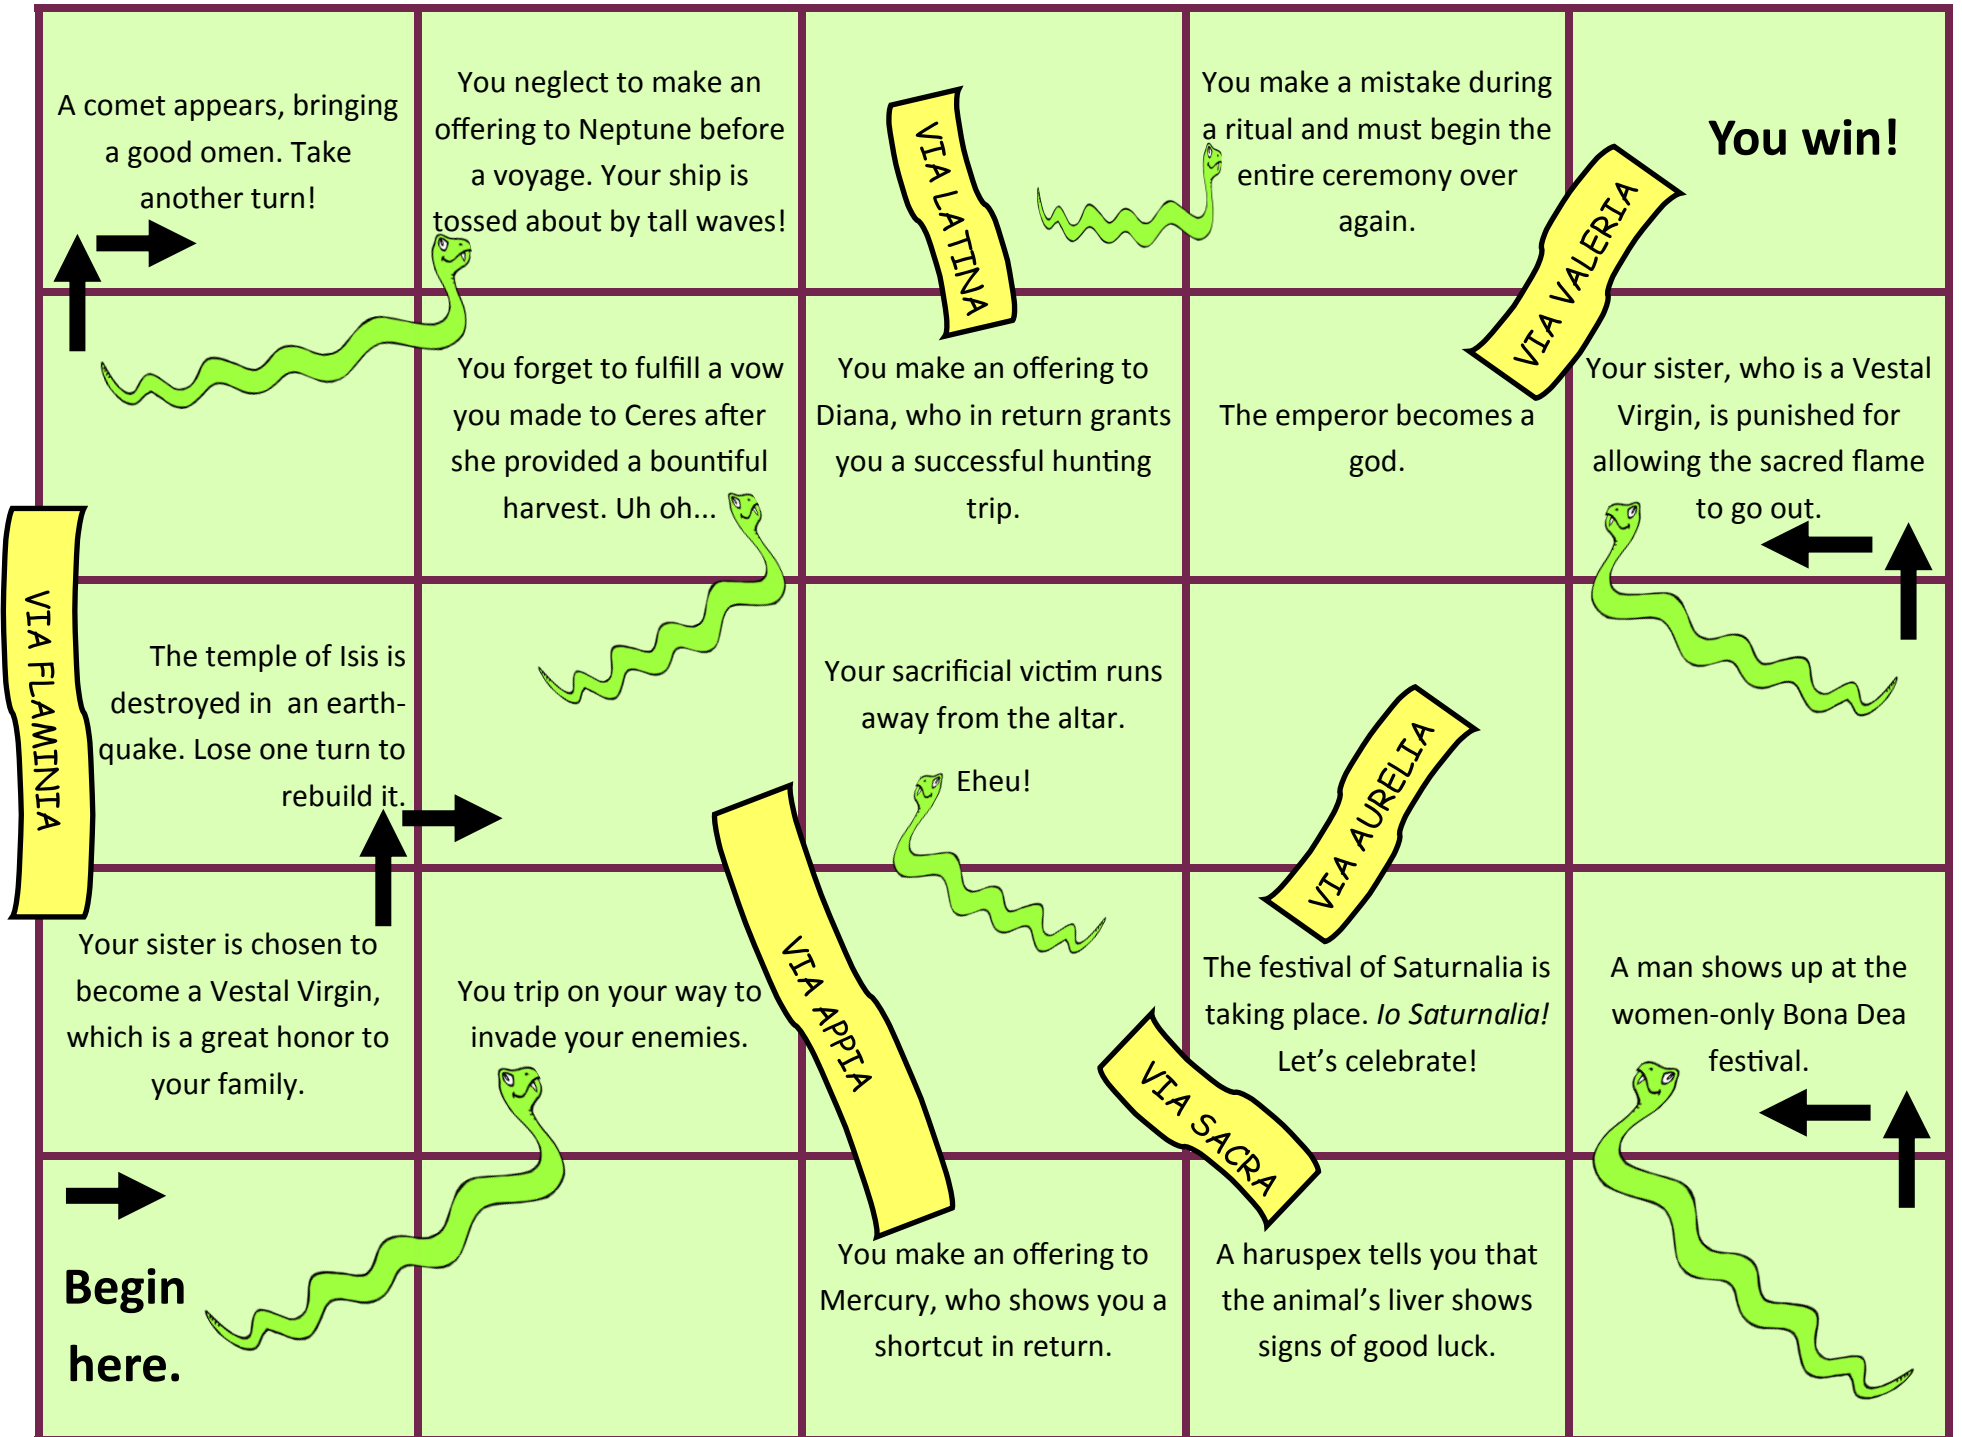 A comet appears, bringing
a good omen. Take
another turn!
You neglect to make an
offering to Neptune before
a voyage. Your ship is
tossed about by tall waves!
VIA LATINA
You make a mistake during
a ritual and must begin the
entire ceremony over
again.
VIA VALERIA
You win!
You forget to fulfill a vow
you made to Ceres after
she provided a bountiful
harvest. Uh oh...
You make an offering to
Diana, who in return grants
you a successful hunting
trip.
The emperor becomes a
god.
Your sister, who is a Vestal
Virgin, is punished for
allowing the sacred flame
to go out.
VIA FLAMINIA
The temple of Isis is
destroyed in an earth-
quake. Lose one turn to
rebuild it.
Your sacrificial victim runs
away from the altar.
Eheu!
VIA AURELIA
Your sister is chosen to
become a Vestal Virgin,
which is a great honor to
your family.
You trip on your way to
invade your enemies.
VIA APPIA
The festival of Saturnalia is
taking place. Io Saturnalia!
Let's celebrate!
A man shows up at the
women-only Bona Dea
festival.
VIA SACRA
Begin
here.
You make an offering to
Mercury, who shows you a
shortcut in return.
A haruspex tells you that
the animal's liver shows
signs of good luck.